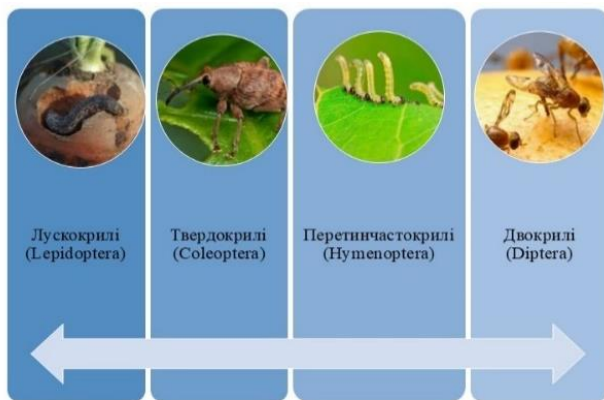 Лускокрилі
(Lepidoptera)
Твердокрилі
(Coleoptera)
Перетинчастокрилі
(Hymenoptera)
Двокрилі
(Diptera)